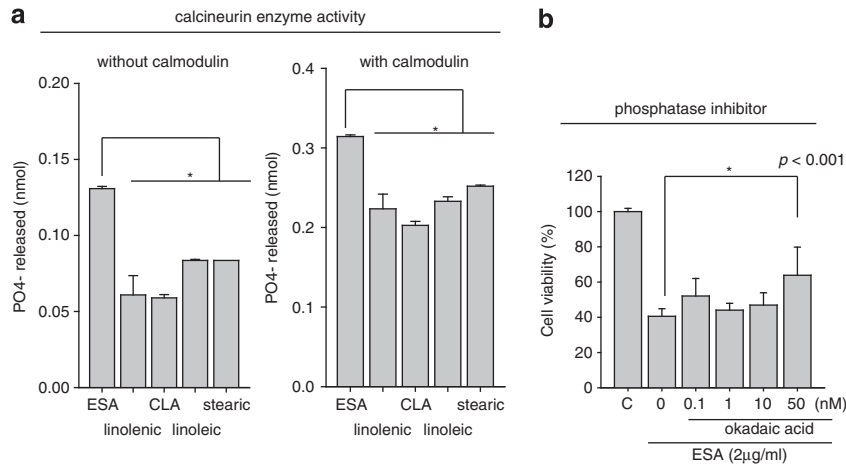 a
calcineurin enzyme activity
without calmodulin
with calmodulin
PO4- released (nmol)
0.20
0.15
0.10
0.05
0.00
ESA
linolenic
CLA
linoleic
stearic
*
PO4- released (nmol)
0.4
0.3
0.2
0.1
0.0
ESA
linolenic
CLA
linoleic
stearic
*
b
phosphatase inhibitor
p < 0.001
*
Cell viability (%)
120
100
80
60
40
20
0
C 0 0.1 1 10 50 (nM)
okadaic acid
ESA (2μg/ml)